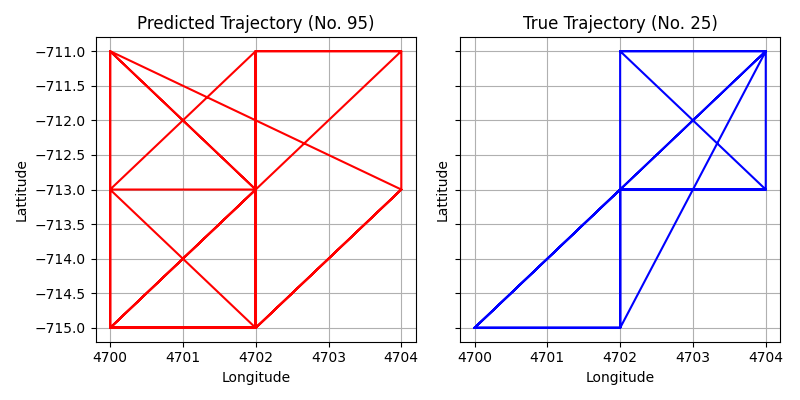 Predicted Trajectory (No. 95)
True Trajectory (No. 25)
−711.0
−711.5
−712.0
−712.5
−713.0
−713.5
−714.0
−714.5
−715.0
Lattitude
Lattitude
4700 4701 4702 4703 4704
4700 4701 4702 4703 4704
Longitude
Longitude